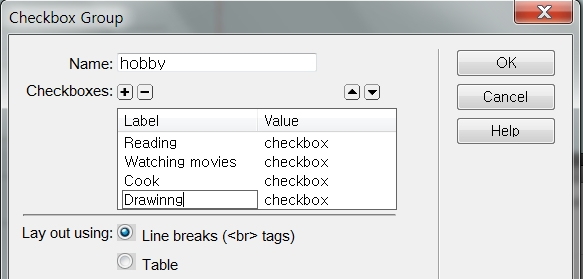 Checkbox Group
Name: hobby
OK
Checkboxes:
Cancel
Label Value
Help
Reading checkbox
Watching movies checkbox
Cook checkbox
Drawinng checkbox
Lay out using: Line breaks (<br> tags)
Table